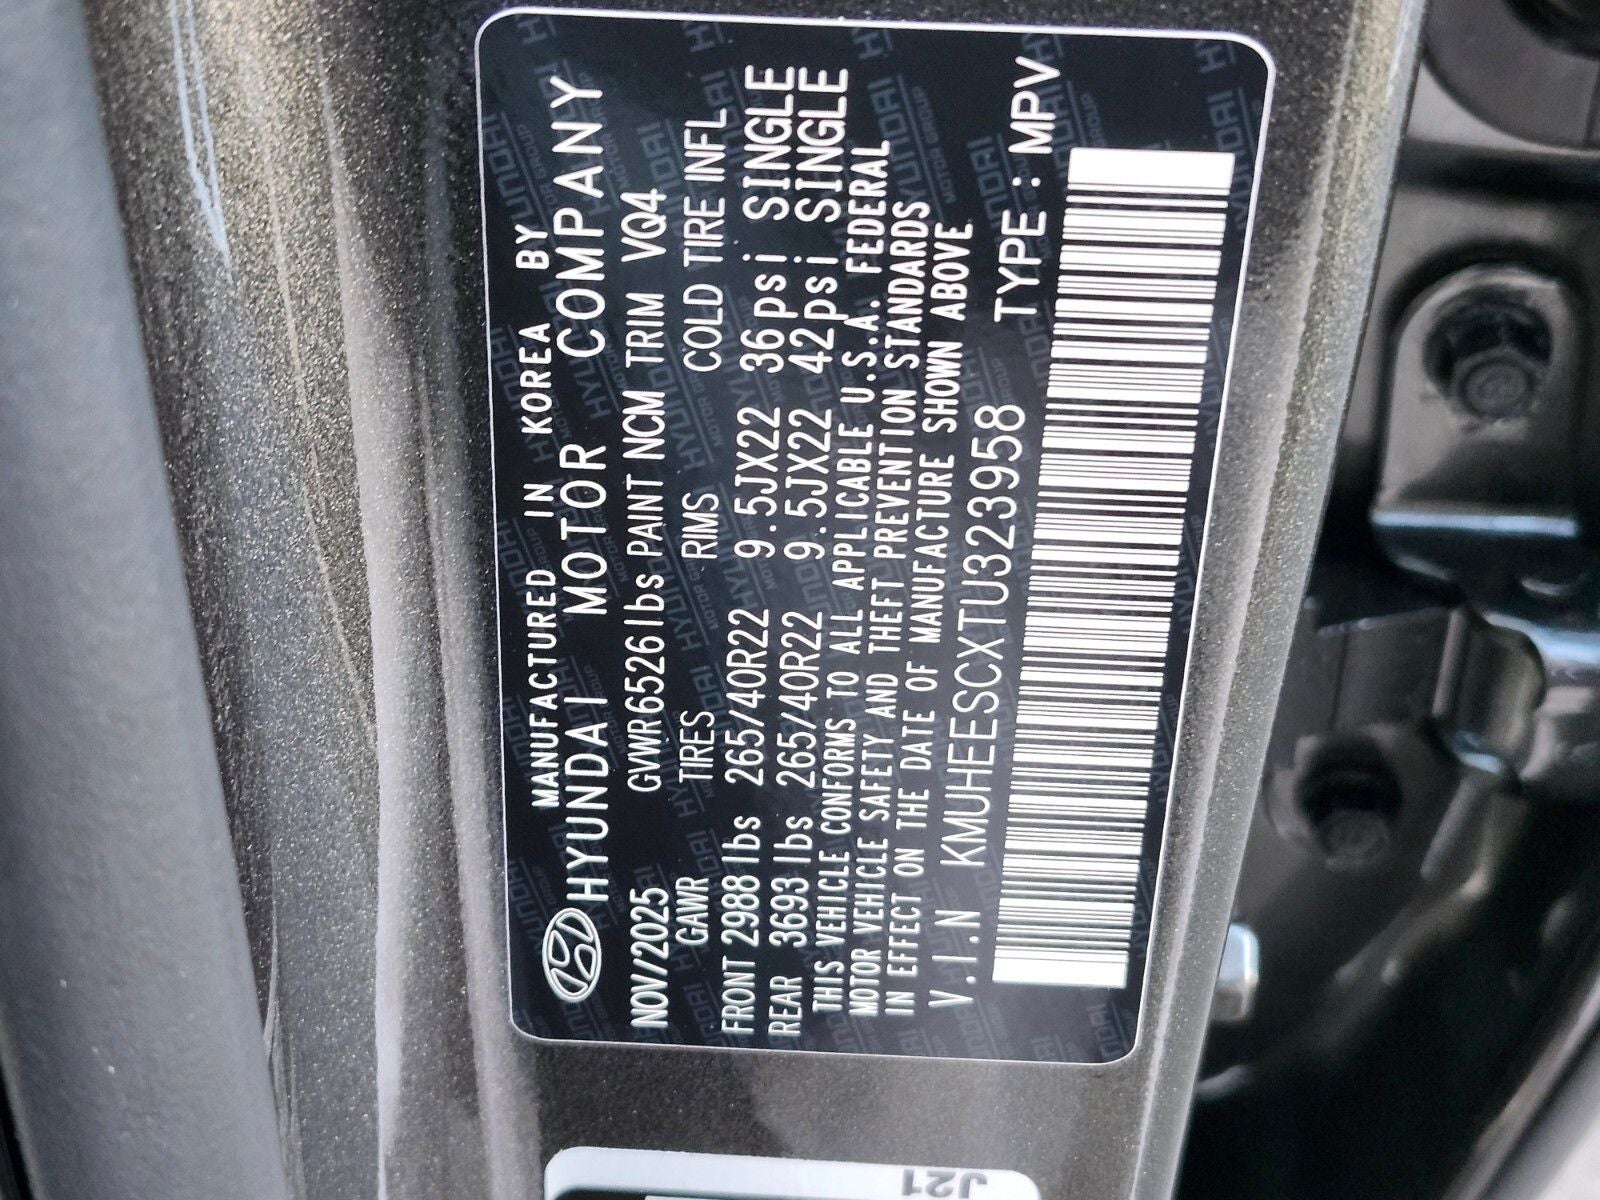 MANUFACTURED IN KOREA BY
HYUNDAI MOTOR COMPANY
NOV/2025 GVWR6526lbs PAINT NCM TRIM VQ4
GAWR TIRES RIMS COLD TIRE INFL
FRONT 2988lbs 265/40R22 9.5JX22 36psi SINGLE
REAR 3693lbs 265/40R22 9.5JX22 42psi SINGLE
THIS VEHICLE CONFORMS TO ALL APPLICABLE U.S.A. FEDERAL
MOTOR VEHICLE SAFETY AND THEFT PREVENTION STANDARDS
IN EFFECT ON THE DATE OF MANUFACTURE SHOWN ABOVE
V.I.N KMUHEESCXTU323958 TYPE : MPV
J21